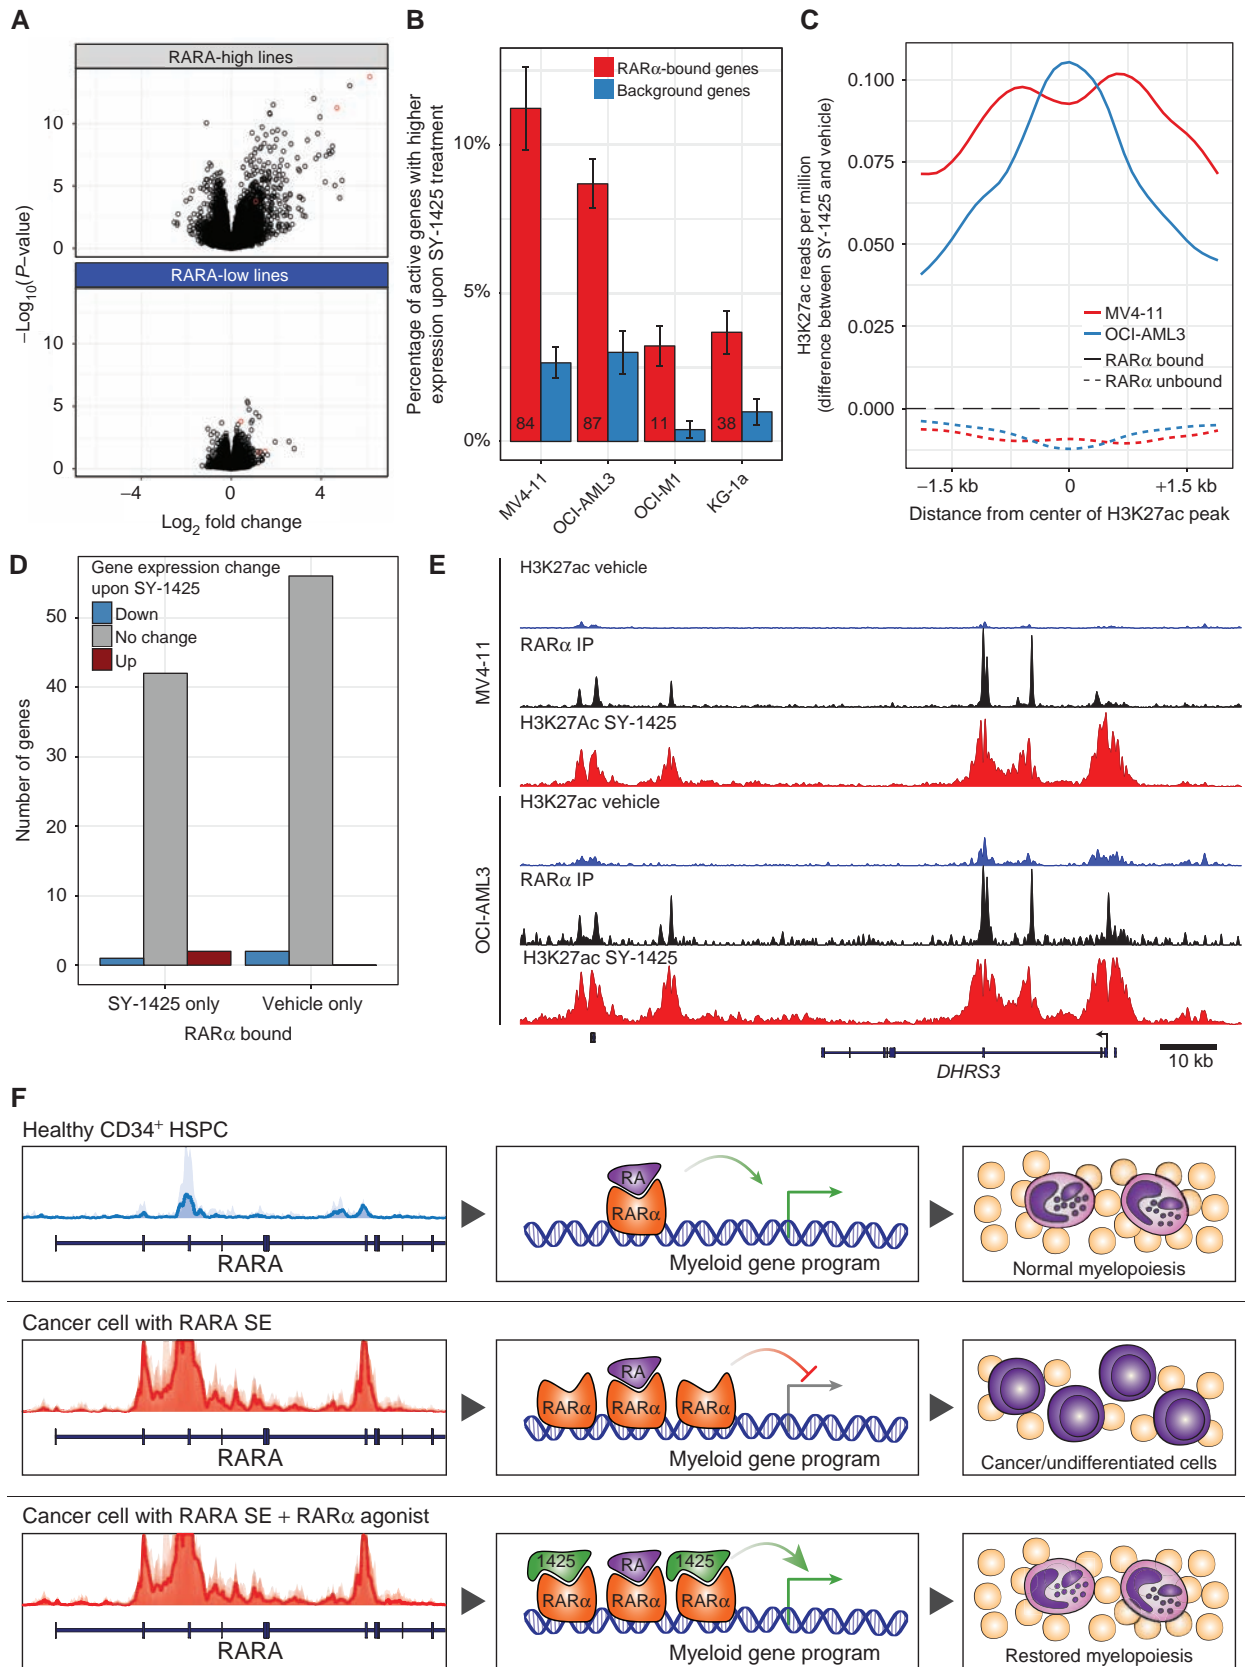 A
RARA-high lines
10
5
0
RARA-low lines
10
5
0
−4
0
4
Log2 fold change
−Log10(P−value)
B
RARα-bound genes
Background genes
10%
5%
0%
84
87
11
38
MV4-11
OCI-AML3
OCI-M1
KG-1a
Percentage of active genes with higher
expression upon SY-1425 treatment
C
0.100
0.075
0.050
0.025
0.000
MV4-11
OCI-AML3
RARα bound
RARα unbound
−1.5 kb
0
+1.5 kb
Distance from center of H3K27ac peak
H3K27ac reads per million
(difference between SY-1425 and vehicle)
D
Gene expression change
upon SY-1425
Down
No change
Up
50
40
30
20
10
0
Number of genes
SY-1425 only
Vehicle only
RARα bound
E
MV4-11
H3K27ac vehicle
RARα IP
H3K27Ac SY-1425
OCI-AML3
H3K27ac vehicle
RARα IP
H3K27ac SY-1425
DHRS3
10 kb
F
Healthy CD34+ HSPC
RARA
RA
RARα
Myeloid gene program
Normal myelopoiesis
Cancer cell with RARA SE
RARA
RA
RARα
RARα
RARα
Myeloid gene program
Cancer/undifferentiated cells
Cancer cell with RARA SE + RARα agonist
RARA
1425
RA
1425
RARα
RARα
RARα
Myeloid gene program
Restored myelopoiesis